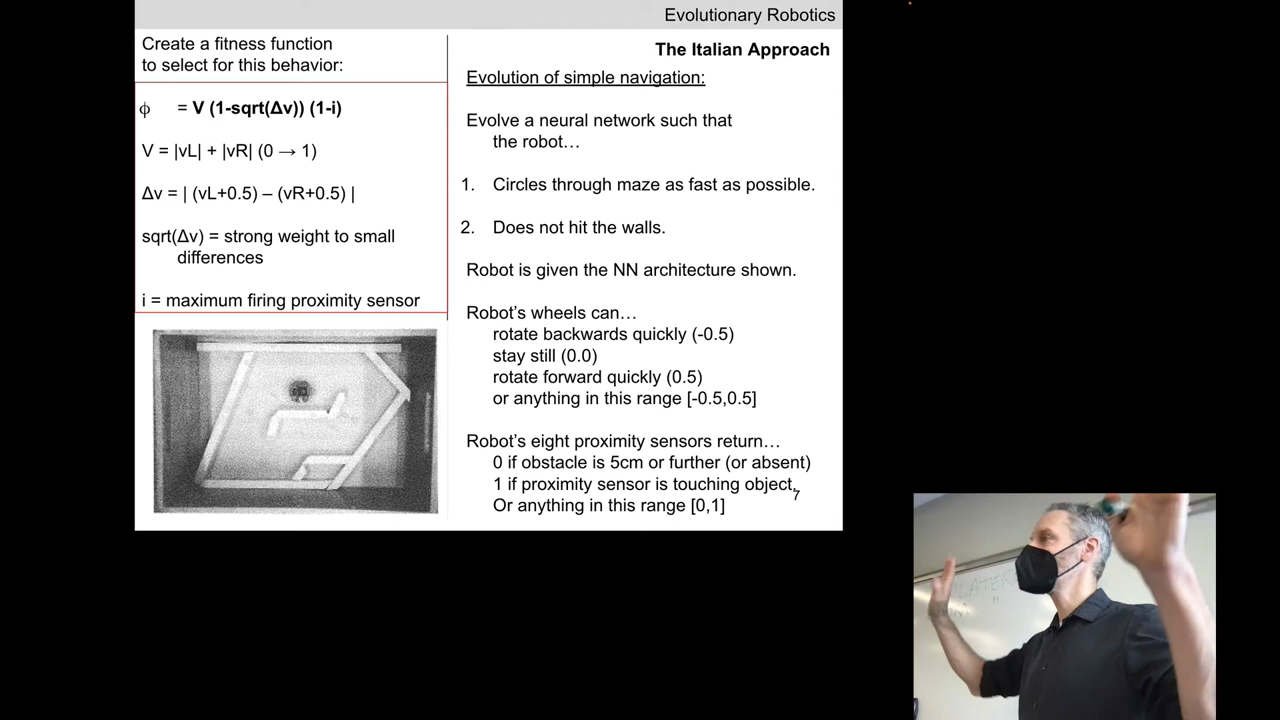 Evolutionary Robotics
Create a fitness function
to select for this behavior:
ϕ = V (1-sqrt(Δv)) (1-i)
V = |vL| + |vR| (0 → 1)
Δv = | (vL+0.5) – (vR+0.5) |
sqrt(Δv) = strong weight to small
differences
i = maximum firing proximity sensor
The Italian Approach
Evolution of simple navigation:
Evolve a neural network such that
the robot…
1. Circles through maze as fast as possible.
2. Does not hit the walls.
Robot is given the NN architecture shown.
Robot’s wheels can…
rotate backwards quickly (-0.5)
stay still (0.0)
rotate forward quickly (0.5)
or anything in this range [-0.5,0.5]
Robot’s eight proximity sensors return…
0 if obstacle is 5cm or further (or absent)
1 if proximity sensor is touching object.
Or anything in this range [0,1]
7